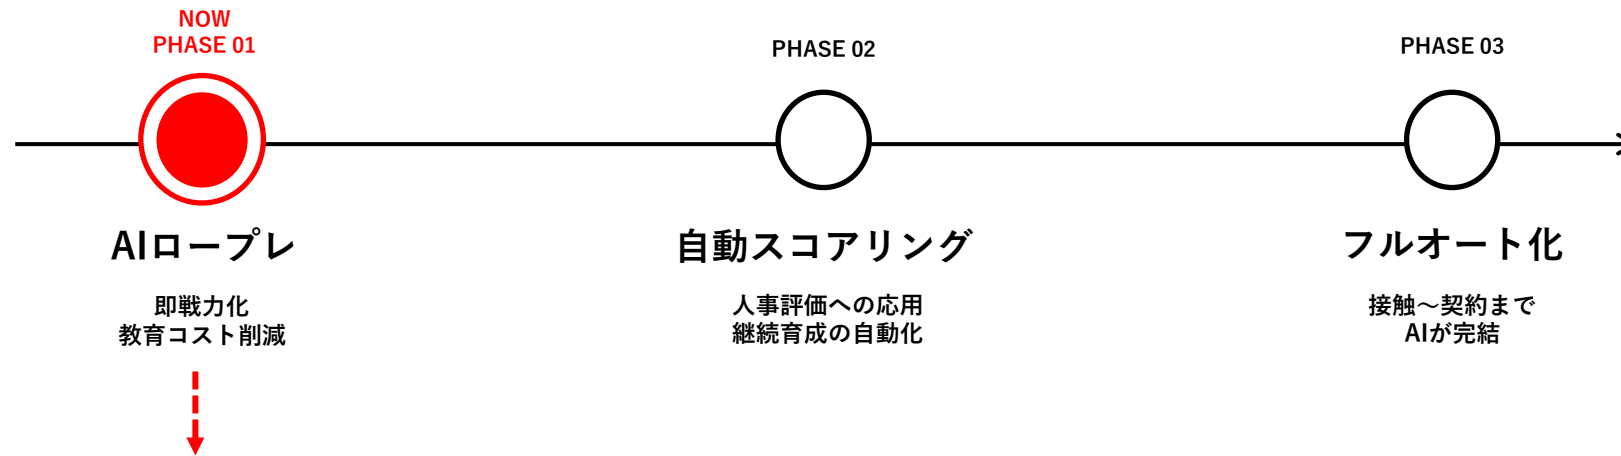 NOW
PHASE 01
PHASE 02
PHASE 03
AIロープレ
自動スコアリング
フルオート化
即戦力化
教育コスト削減
人事評価への応用
継続育成の自動化
接触～契約まで
AIが完結